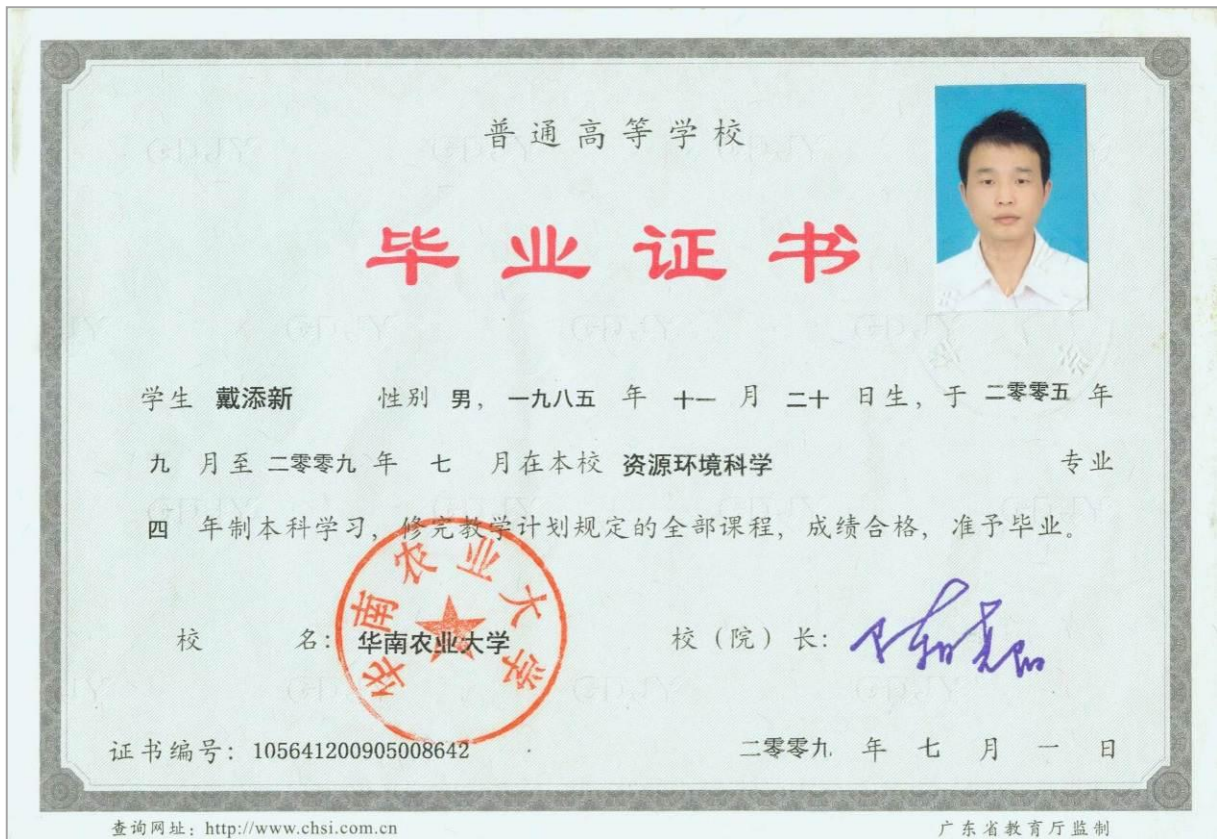 普通高等学校
毕业证书
学生 戴添新 性别 男，一九八五 年 十一 月 二十 日生，于 二零零五 年
九 月至 二零零九 年 七 月在本校 资源环境科学 专业
四 年制本科学习，修完教学计划规定的全部课程，成绩合格，准予毕业。
华南农业大学
校 名：华南农业大学 校（院）长：
证书编号：105641200905008642 二零零九 年 七 月 一 日
查询网址：http://www.chsi.com.cn 广东省教育厅监制